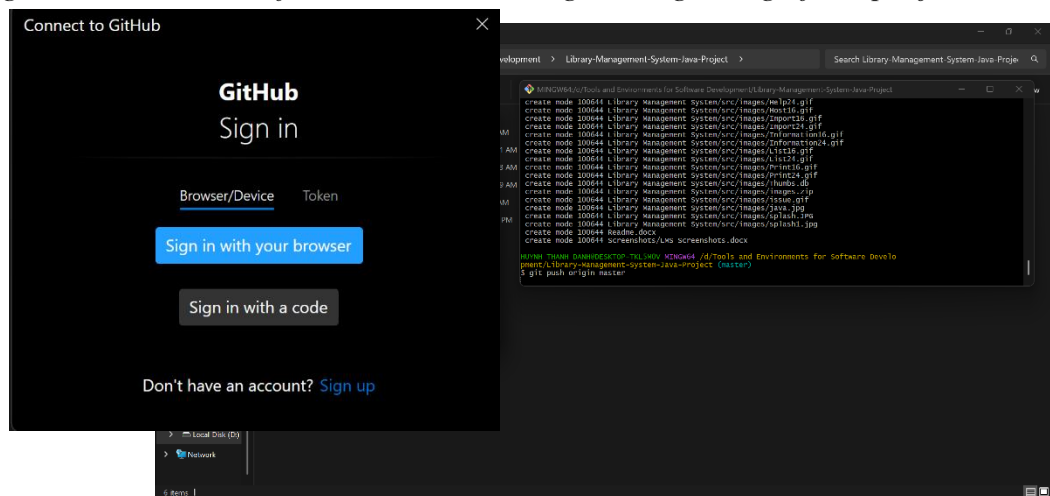 Connect to GitHub
GitHub
Sign in
Browser/Device Token
Sign in with your browser
Sign in with a code
Don't have an account? Sign up
Library-Management-System-Java-Project
Search Library-Management-System-Java-Proje
MINGW64:/c/Tools and Environments for Software Development/Library-Management-System-Java-Project
create mode 100644 Library Management System/src/images/Help24.gif
create mode 100644 Library Management System/src/images/Host16.gif
create mode 100644 Library Management System/src/images/Import16.gif
create mode 100644 Library Management System/src/images/Import24.gif
create mode 100644 Library Management System/src/images/Information16.gif
create mode 100644 Library Management System/src/images/Information24.gif
create mode 100644 Library Management System/src/images/List16.gif
create mode 100644 Library Management System/src/images/List24.gif
create mode 100644 Library Management System/src/images/Print16.gif
create mode 100644 Library Management System/src/images/Print24.gif
create mode 100644 Library Management System/src/images/Thumbs.db
create mode 100644 Library Management System/src/images/images.zip
create mode 100644 Library Management System/src/images/issue.gif
create mode 100644 Library Management System/src/images/java.jpg
create mode 100644 Library Management System/src/images/splash.JPG
create mode 100644 Library Management System/src/images/splash1.jpg
create mode 100644 Readme.docx
create mode 100644 Screenshots/LMS Screenshots.docx
HUYNH THANH MINGW64 /d/Tools and Environments for Software Develo
pment/Library-Management-System-Java-Project (master)
$ git push origin master
Local Disk (D:)
Network
6 items